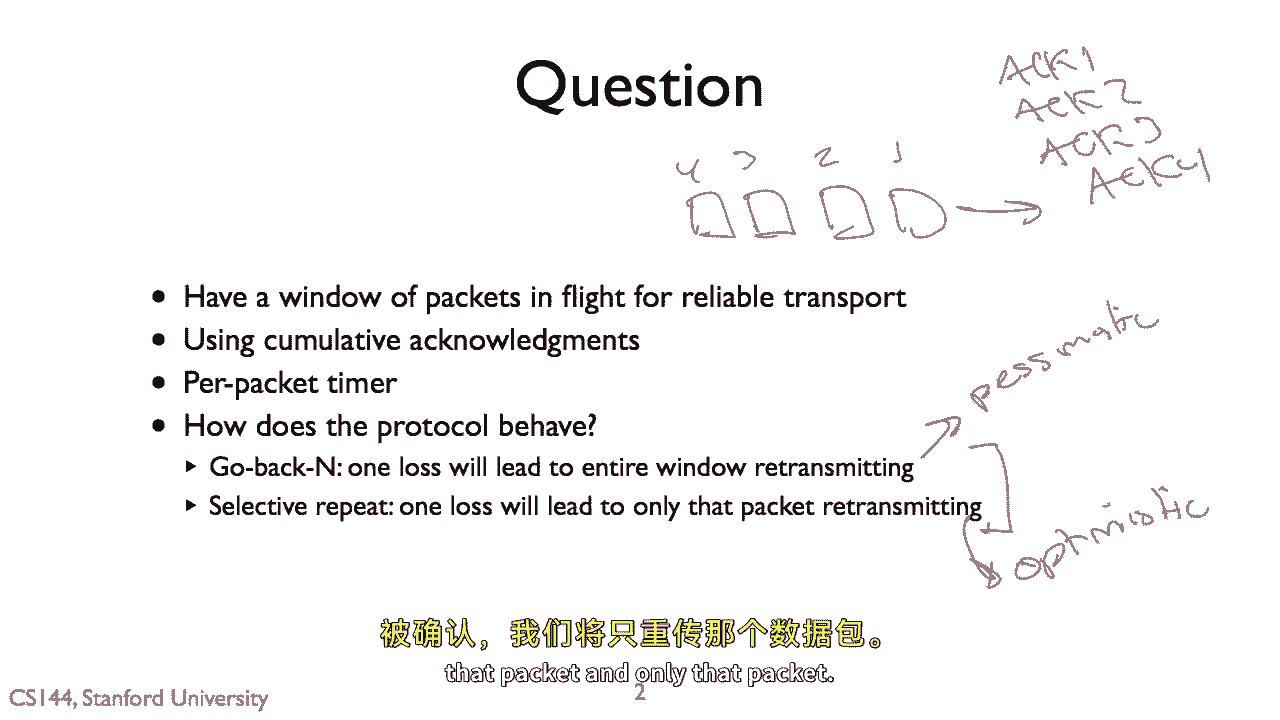 Question
ACK1
ACK2
ACK3
ACK4
4 3 2 1
• Have a window of packets in flight for reliable transport
• Using cumulative acknowledgments
• Per-packet timer
• How does the protocol behave?
▸ Go-back-N: one loss will lead to entire window retransmitting
▸ Selective repeat: one loss will lead to only that packet retransmitting
pessmatic
optimistic
被确认，我们将只重传那个数据包。
that packet and only that packet.
CS144, Stanford University
2